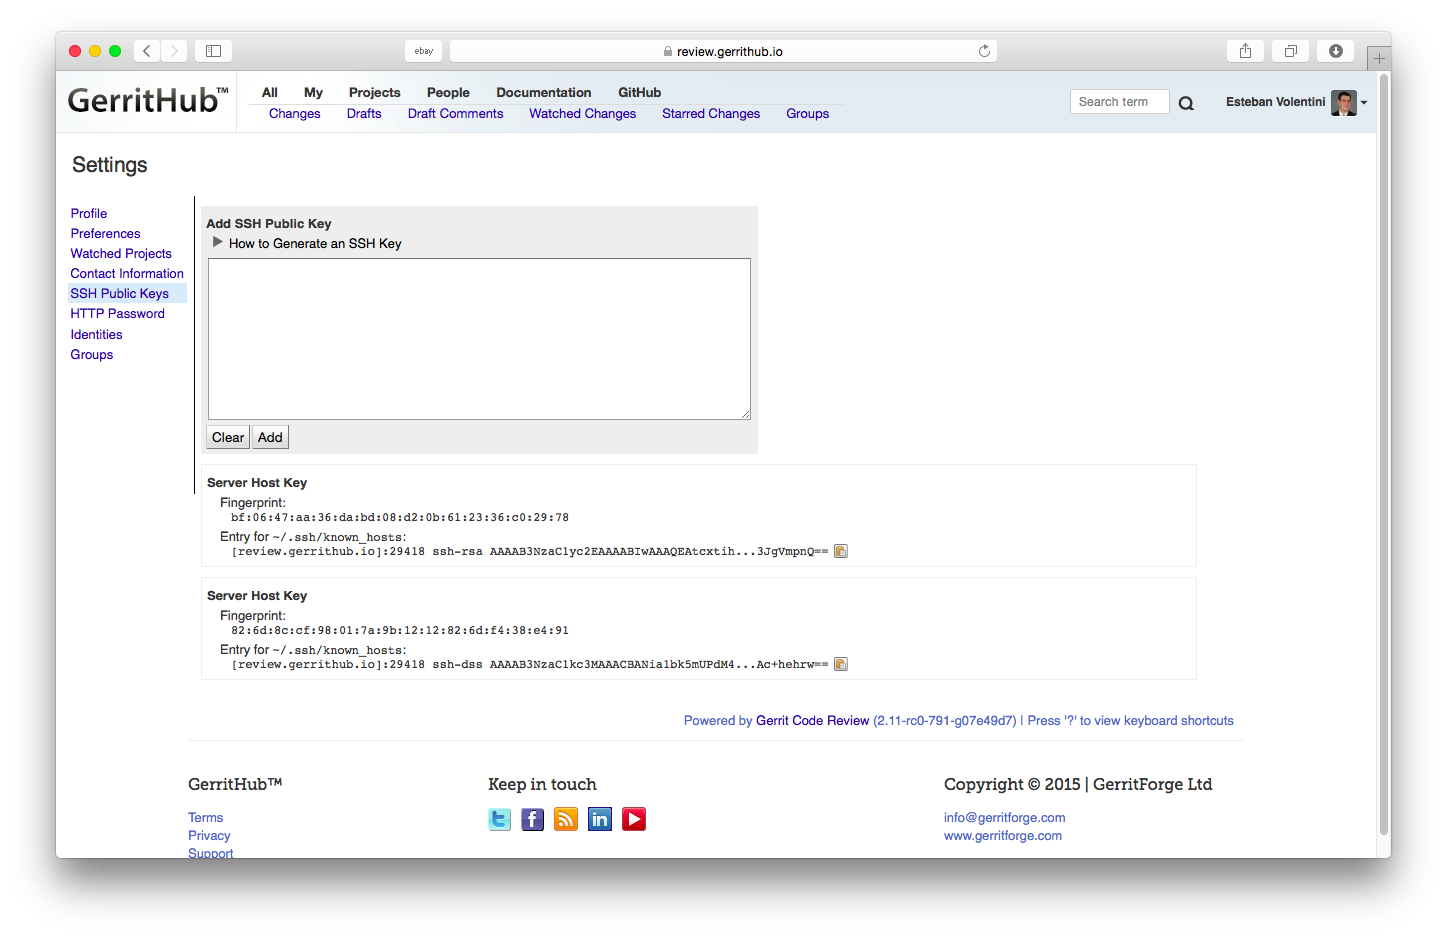 ebay
review.gerrithub.io
GerritHub™
All My Projects People Documentation GitHub
Changes Drafts Draft Comments Watched Changes Starred Changes Groups
Search term
Esteban Volentini
Settings
Profile
Preferences
Watched Projects
Contact Information
SSH Public Keys
HTTP Password
Identities
Groups
Add SSH Public Key
How to Generate an SSH Key
Clear Add
Server Host Key
Fingerprint:
bf:06:47:aa:36:da:bd:08:d2:0b:61:23:36:c0:29:78
Entry for ~/.ssh/known_hosts:
[review.gerrithub.io]:29418 ssh-rsa AAAAB3NzaC1yc2EAAAABIwAAAQEAtcxtih...3JgVmpnQ==
Server Host Key
Fingerprint:
82:6d:8c:cf:98:01:7a:9b:12:12:82:6d:f4:38:e4:91
Entry for ~/.ssh/known_hosts:
[review.gerrithub.io]:29418 ssh-dss AAAAB3NzaC1kc3MAAACBANia1bk5mUPdM4...Ac+hehrw==
Powered by Gerrit Code Review (2.11-rc0-791-g07e49d7) | Press '?' to view keyboard shortcuts
GerritHub™
Terms
Privacy
Support
Keep in touch
Copyright © 2015 | GerritForge Ltd
info@gerritforge.com
www.gerritforge.com